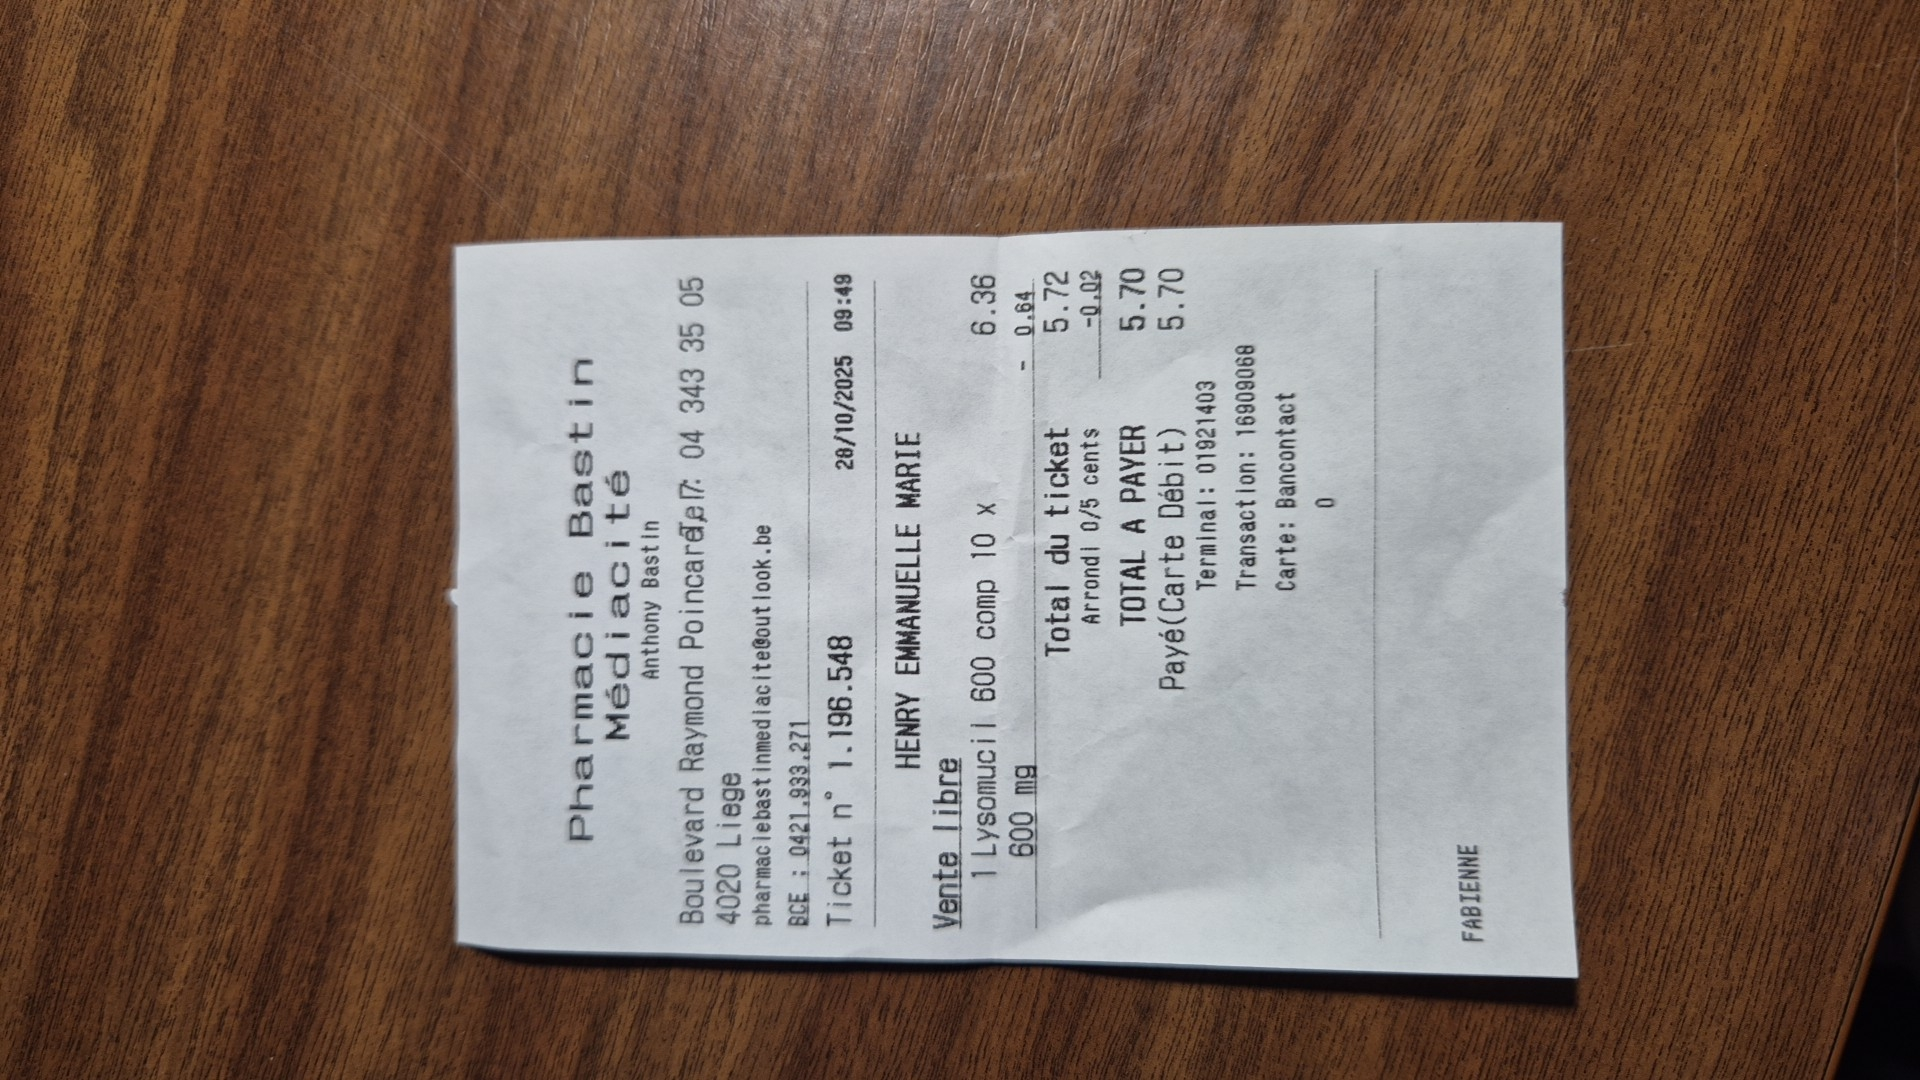 Pharmacie Bastin
Médiacité
Anthony Bastin
Boulevard Raymond Poincaré,7 Tel: 04 343 35 05
4020 Liege
pharmaciebastinmediacite@outlook.be
BCE : 0421.933.271
Ticket n° 1.196.548 28/10/2025 09:49
HENRY EMMANUELLE MARIE
Vente libre
1 Lysomucil 600 comp 10 x 6.36
600 mg - 0.64
Total du ticket 5.72
Arrondi 0/5 cents -0.02
TOTAL A PAYER 5.70
Payé(Carte Débit) 5.70
Terminal: 01921403
Transaction: 16909068
Carte: Bancontact
0
FABIENNE